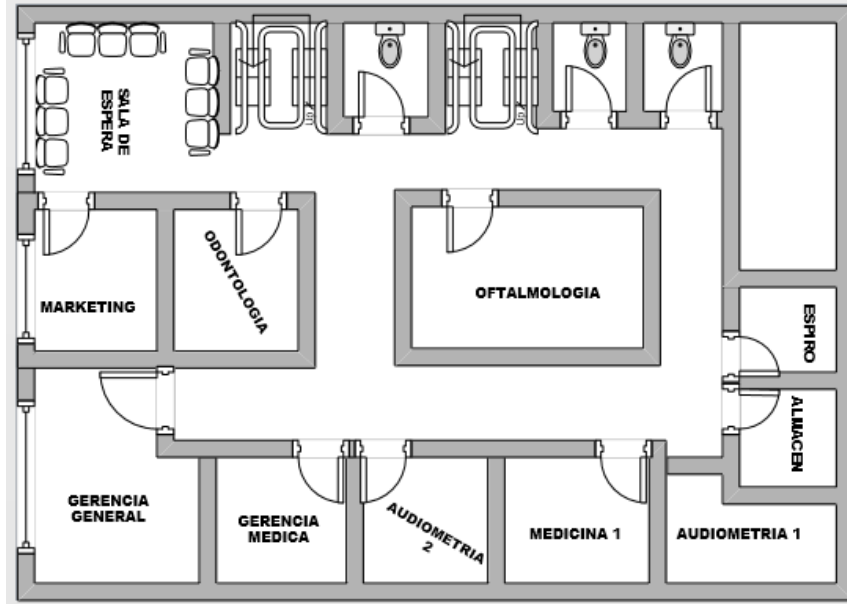 SALA DE
ESPERA
MARKETING
ODONTOLOGIA
OFTALMOLOGIA
ESPIRO
ALMACEN
GERENCIA
GENERAL
GERENCIA
MEDICA
AUDIOMETRIA
2
MEDICINA 1
AUDIOMETRIA 1